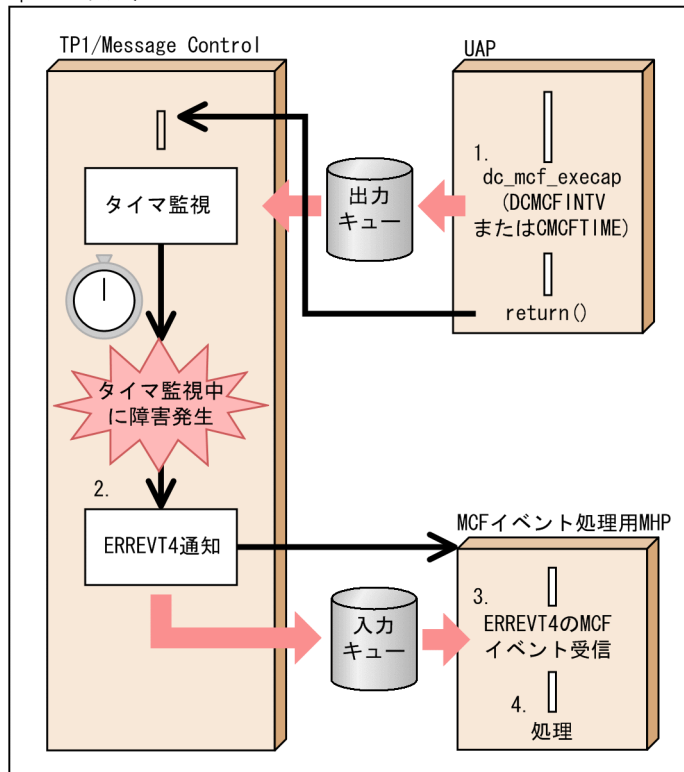 TP1/Message Control
UAP
1.
dc_mcf_execap
(DCMCFINTV
またはCMCFTIME)
return()
出力
キュー
タイマ監視
タイマ監視中
に障害発生
2.
ERREVT4通知
MCFイベント処理用MHP
入力
キュー
3.
ERREVT4のMCF
イベント受信
4.
処理